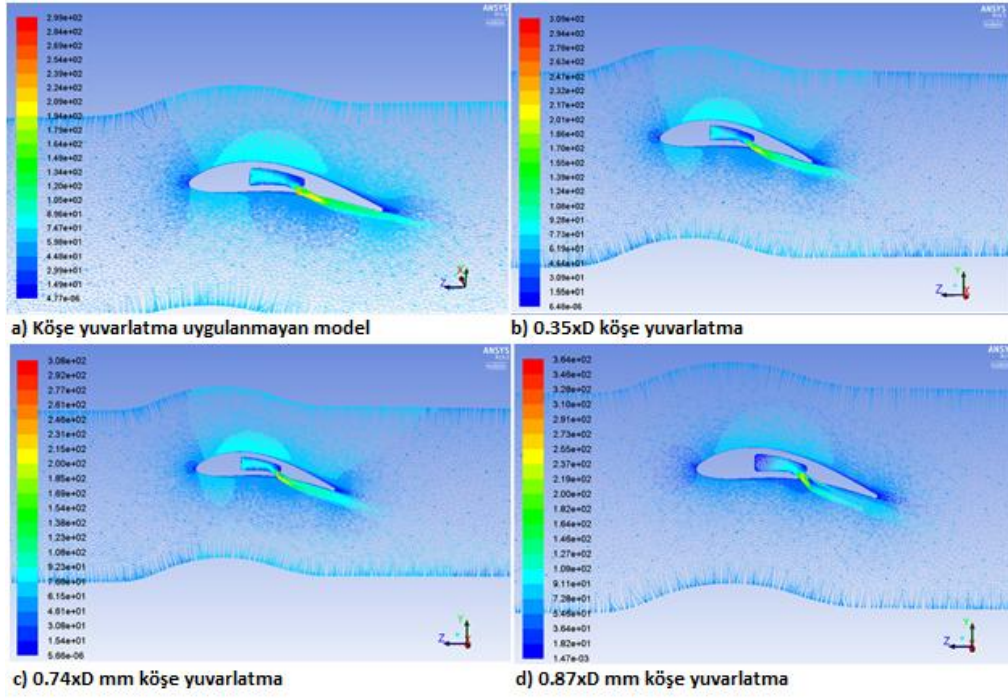 ANSYS
2.99e+02
2.84e+02
2.69e+02
2.54e+02
2.39e+02
2.24e+02
2.09e+02
1.94e+02
1.79e+02
1.64e+02
1.49e+02
1.34e+02
1.20e+02
1.05e+02
8.96e+01
7.47e+01
5.98e+01
4.48e+01
2.99e+01
1.49e+01
4.77e-06
Z
a) Köşe yuvarlatma uygulanmayan model
ANSYS
3.09e+02
2.94e+02
2.78e+02
2.63e+02
2.47e+02
2.32e+02
2.17e+02
2.01e+02
1.86e+02
1.70e+02
1.55e+02
1.39e+02
1.24e+02
1.08e+02
9.28e+01
7.73e+01
6.19e+01
4.64e+01
3.09e+01
1.55e+01
6.48e-06
Y
Z
b) 0.35xD köşe yuvarlatma
ANSYS
3.08e+02
2.92e+02
2.77e+02
2.61e+02
2.46e+02
2.31e+02
2.15e+02
2.00e+02
1.85e+02
1.69e+02
1.54e+02
1.38e+02
1.23e+02
1.08e+02
9.23e+01
7.69e+01
6.15e+01
4.61e+01
3.08e+01
1.54e+01
5.66e-06
Y
Z
c) 0.74xD mm köşe yuvarlatma
ANSYS
3.64e+02
3.46e+02
3.28e+02
3.10e+02
2.91e+02
2.73e+02
2.55e+02
2.37e+02
2.19e+02
2.00e+02
1.82e+02
1.64e+02
1.46e+02
1.27e+02
1.09e+02
9.11e+01
7.28e+01
5.46e+01
3.64e+01
1.82e+01
1.47e-03
Y
Z
d) 0.87xD mm köşe yuvarlatma